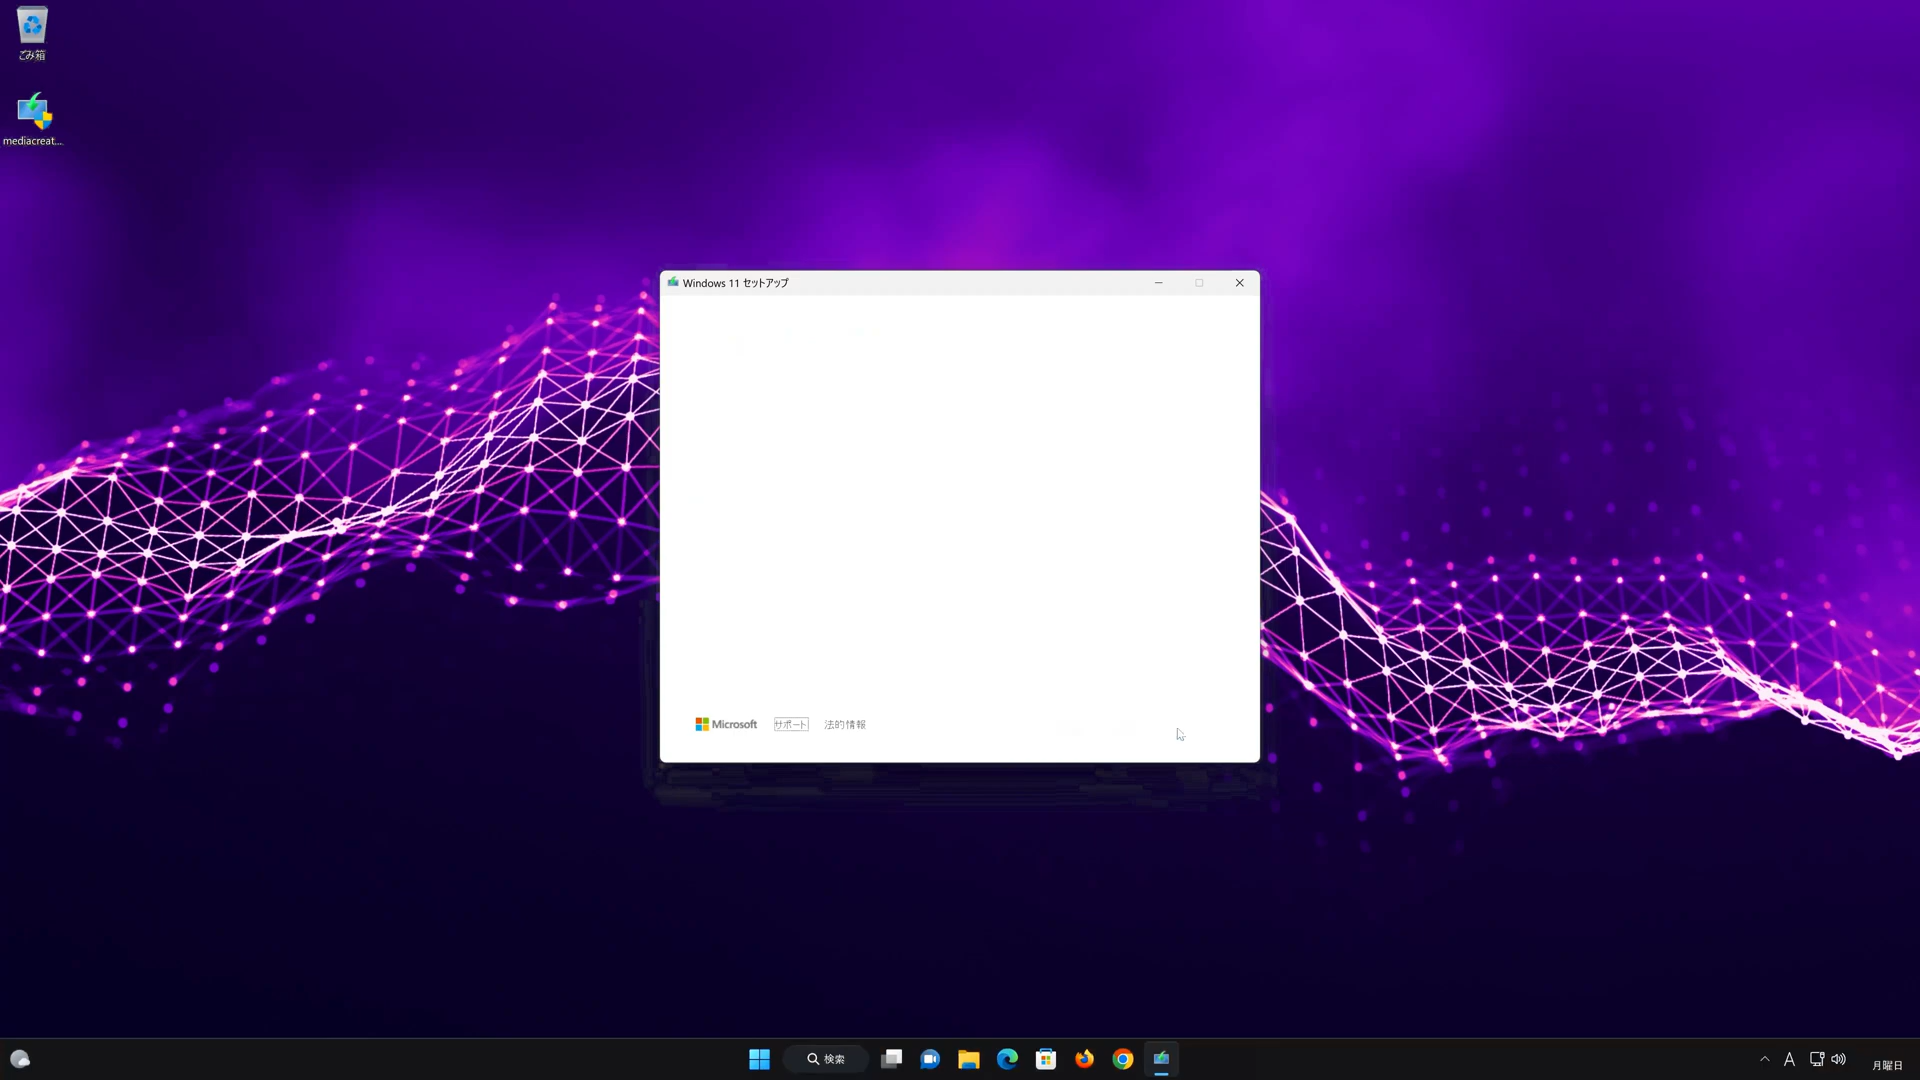 ごみ箱
mediacreat...
Windows 11 セットアップ
Microsoft サポート 法的情報
検索
A
月曜日